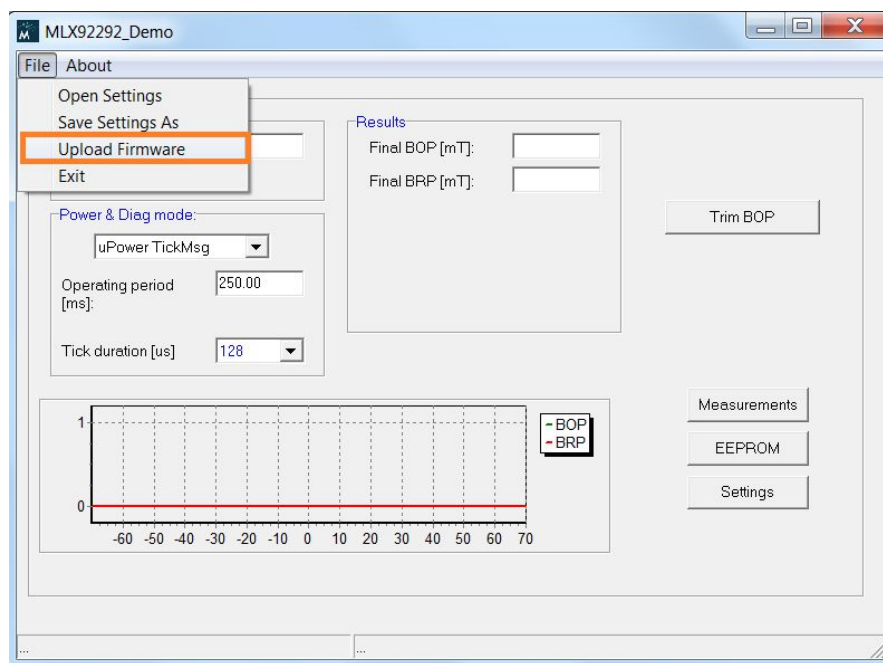 MLX92292_Demo
File About
Open Settings
Save Settings As
Upload Firmware
Exit
Results
Final BOP [mT]:
Final BRP [mT]:
Power & Diag mode:
uPower TickMsg
Operating period
[ms]:
250.00
Tick duration [us]
128
Trim BOP
1
0
-60 -50 -40 -30 -20 -10 0 10 20 30 40 50 60 70
BOP
BRP
Measurements
EEPROM
Settings
... ...